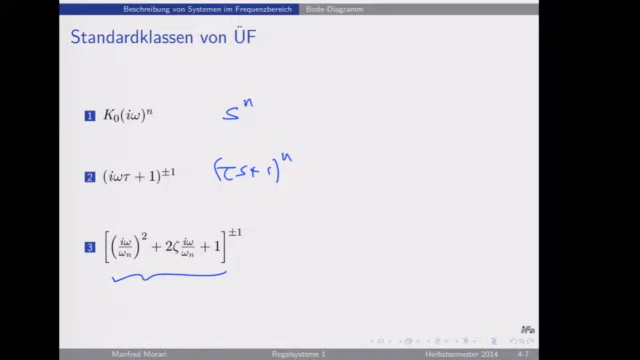 Beschreibung von Systemen im Frequenzbereich Bode-Diagramm
Standardklassen von ÜF
1 K₀(iω)ⁿ sⁿ
2 (iωτ + 1)^±1 (τs+1)ⁿ
3 [(iω/ωₙ)² + 2ζ iω/ωₙ + 1]^±1
ifa
Manfred Morari Regelsysteme 1 Herbstsemester 2014 4-7